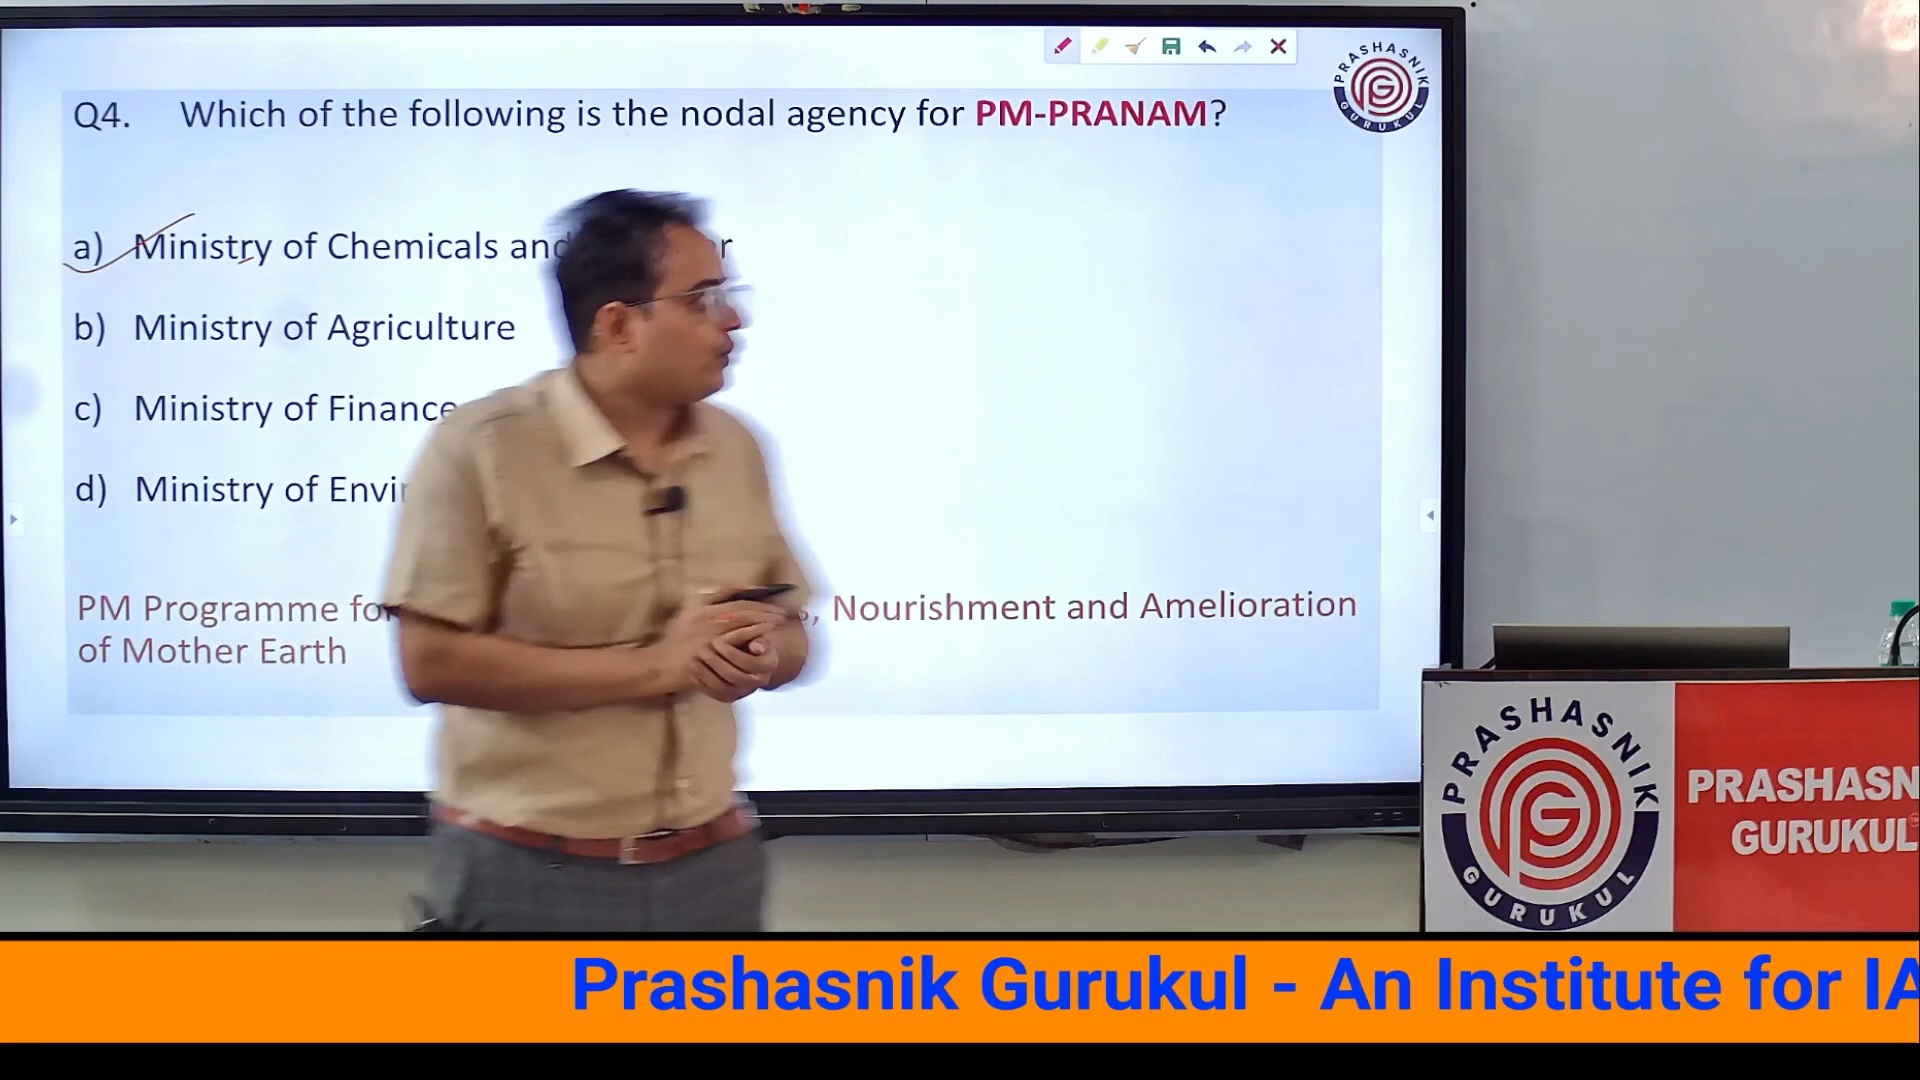 Q4. Which of the following is the nodal agency for PM-PRANAM?
PRASHASNIK GURUKUL
a) Ministry of Chemicals and
b) Ministry of Agriculture
c) Ministry of Finance
d) Ministry of
PM Programme Nourishment and Amelioration
of Mother Earth
PRASHASNIK GURUKUL
PRASHASN
GURUKUL
Prashasnik Gurukul - An Institute for IA